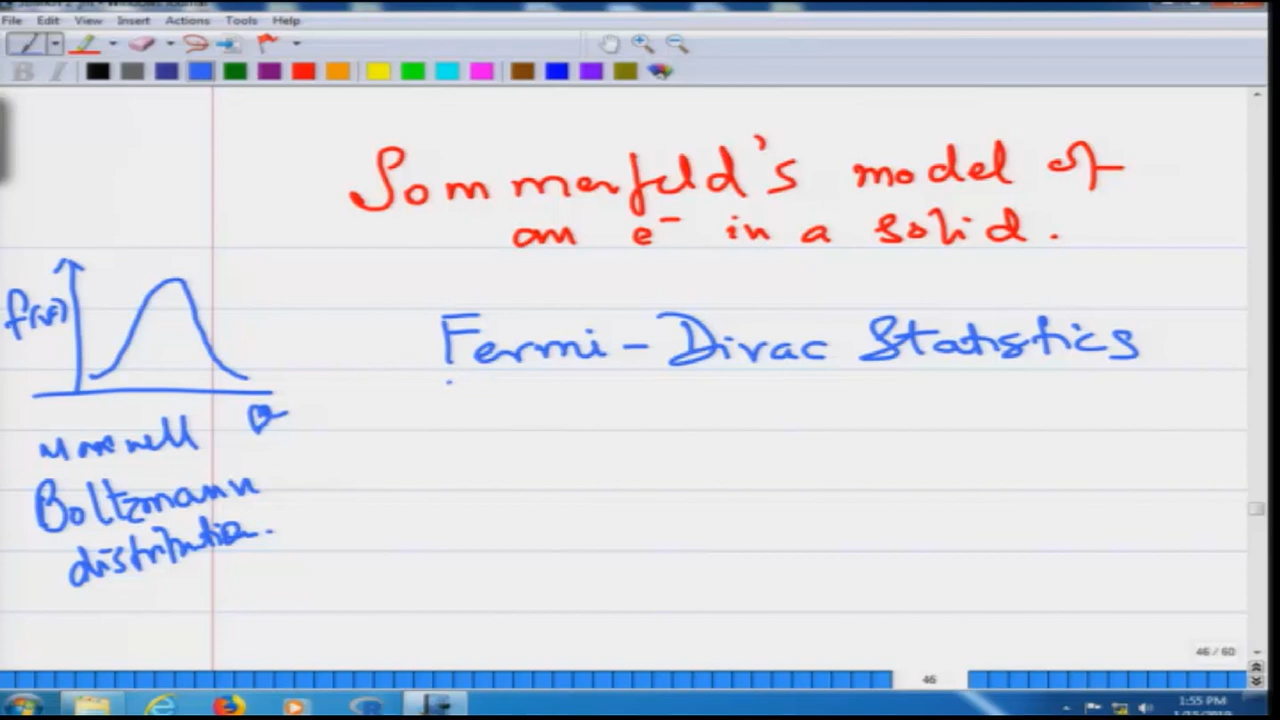 File Edit View Insert Actions Tools Help
B I
Sommerfeld's model of
an e⁻ in a solid.
f(v)
Fermi-Dirac Statistics
v
Maxwell
Boltzmann
distribution.
46 / 60
46
1:55 PM